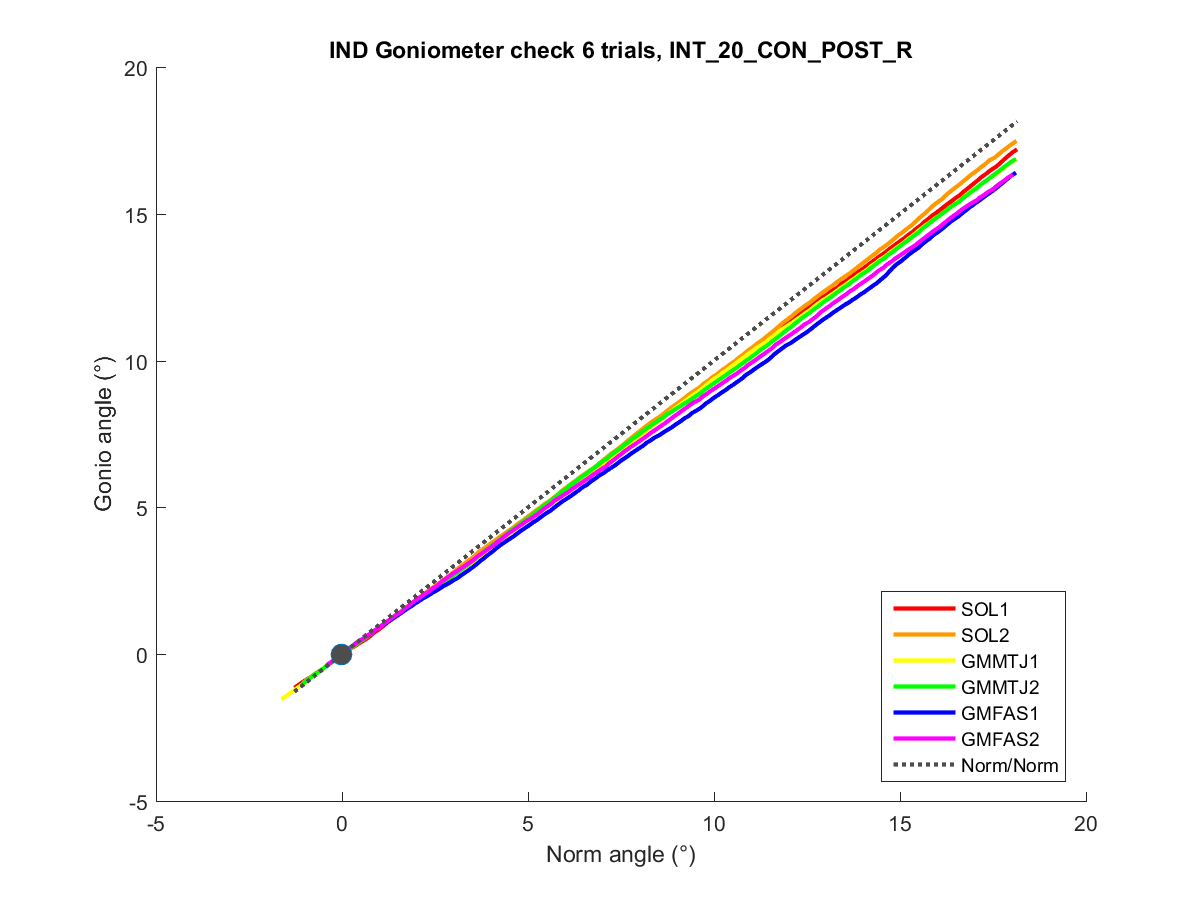 IND Goniometer check 6 trials, INT_20_CON_POST_R
20
15
10
5
0
-5
Gonio angle (°)
-5
0
5
10
15
20
Norm angle (°)
SOL1
SOL2
GMMTJ1
GMMTJ2
GMFAS1
GMFAS2
Norm/Norm